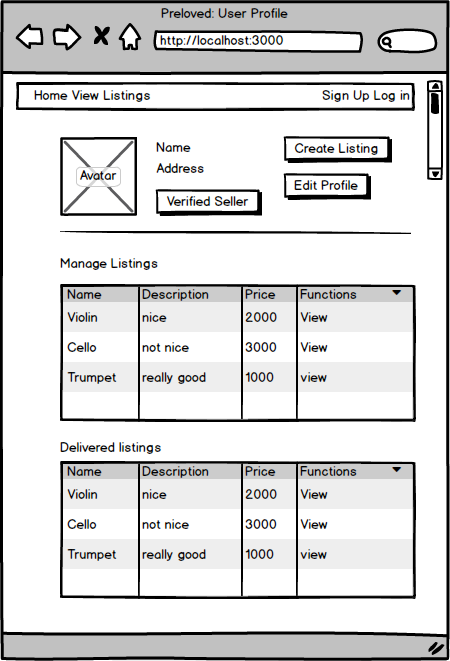 Preloved: User Profile
http://localhost:3000
Home View Listings Sign Up Log in
Avatar
Name
Address
Verified Seller
Create Listing
Edit Profile
Manage Listings
Name Description Price Functions
Violin nice 2000 View
Cello not nice 3000 View
Trumpet really good 1000 view
Delivered listings
Name Description Price Functions
Violin nice 2000 View
Cello not nice 3000 View
Trumpet really good 1000 view